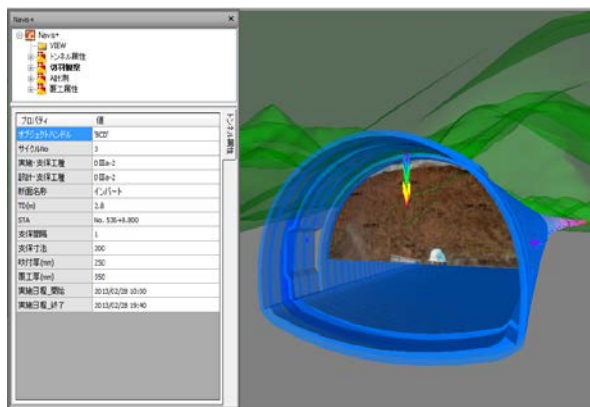 Navis+
Navis+
VIEW
トンネル属性
切羽観察
A計測
覆工属性
プロパティ 値
オブジェクトハンドル 'BCD'
サイクルNo 3
実施-支保工種 DⅢa-2
設計-支保工種 DⅢa-2
断面名称 インバート
TD(m) 2.8
STA No. 536+8.800
支保間隔 1
支保寸法 200
吹付厚(mm) 250
覆工厚(mm) 350
実施日程_開始 2013/02/28 10:00
実施日程_終了 2013/02/28 19:40
トンネル属性